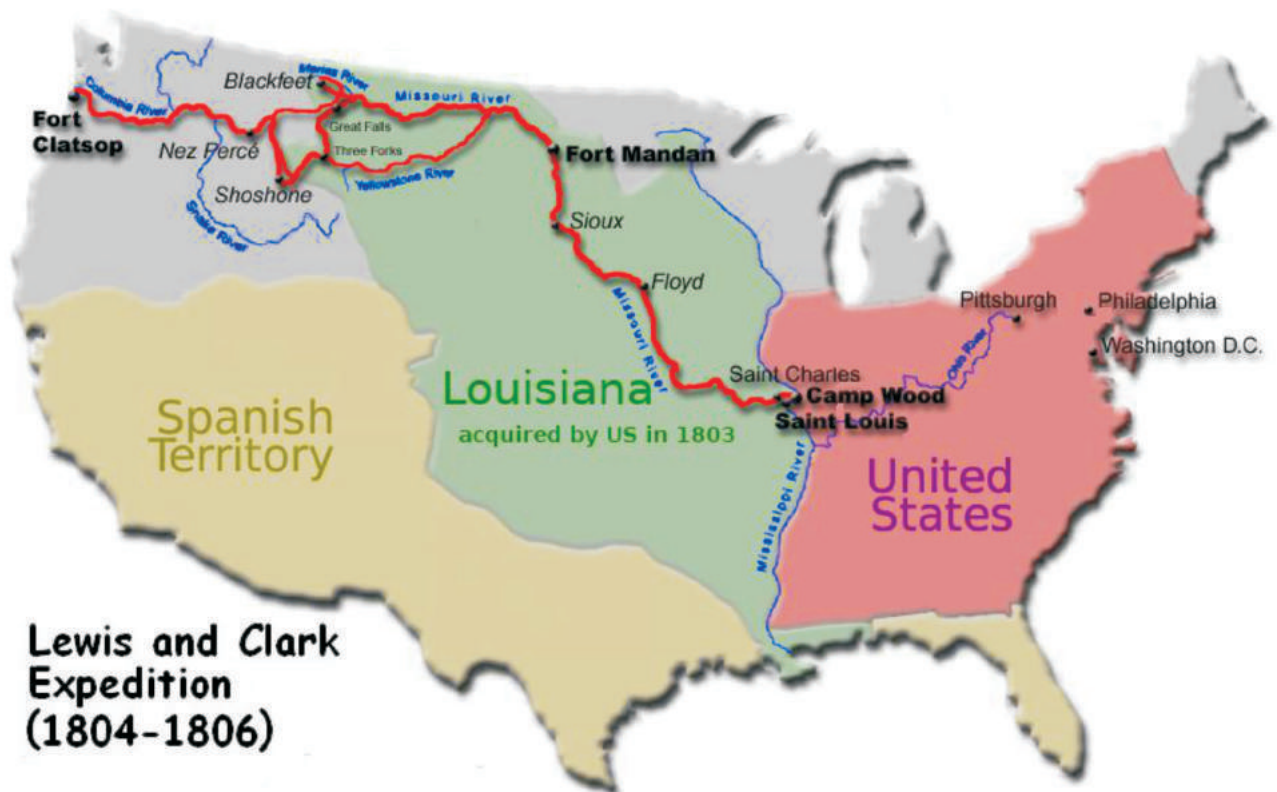 Blackfeet
Marias River
Columbia River
Missouri River
Fort
Clatsop
Great Falls
Nez Percé
Three Forks
Fort Mandan
Yellowstone River
Shoshone
Snake River
Sioux
Floyd
Missouri River
Pittsburgh
Philadelphia
Ohio River
Washington D.C.
Saint Charles
Louisiana
Camp Wood
Saint Louis
acquired by US in 1803
Spanish
Territory
Mississippi River
United
States
Lewis and Clark
Expedition
(1804-1806)